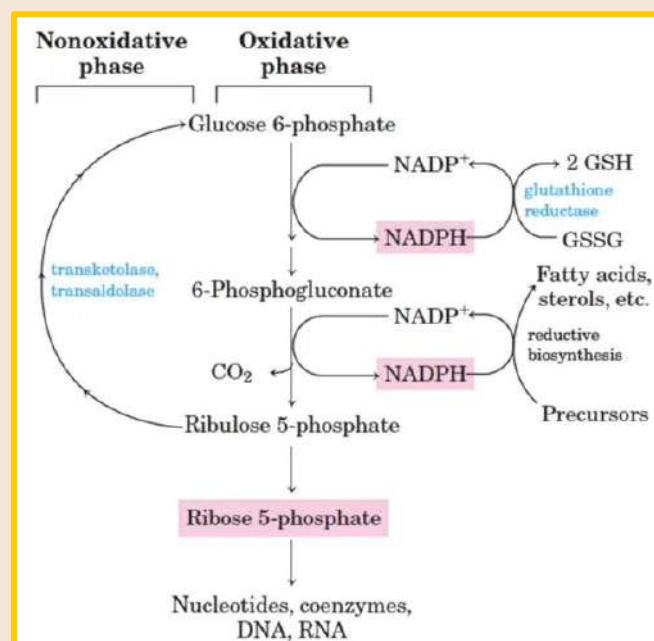 Nonoxidative
phase
Oxidative
phase
Glucose 6-phosphate
NADP+
2 GSH
glutathione
reductase
NADPH
GSSG
transketolase,
transaldolase
6-Phosphogluconate
Fatty acids,
sterols, etc.
NADP+
reductive
biosynthesis
CO2
NADPH
Precursors
Ribulose 5-phosphate
Ribose 5-phosphate
Nucleotides, coenzymes,
DNA, RNA